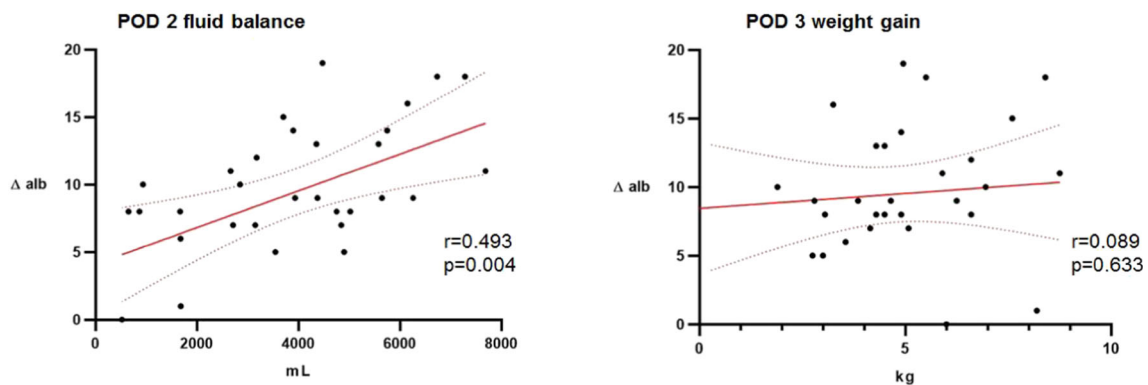 POD 2 fluid balance
20
15
Δ alb
10
5
0
r=0.493
p=0.004
0 2000 4000 6000 8000
mL
POD 3 weight gain
20
15
Δ alb
10
5
0
r=0.089
p=0.633
0 5 10
kg